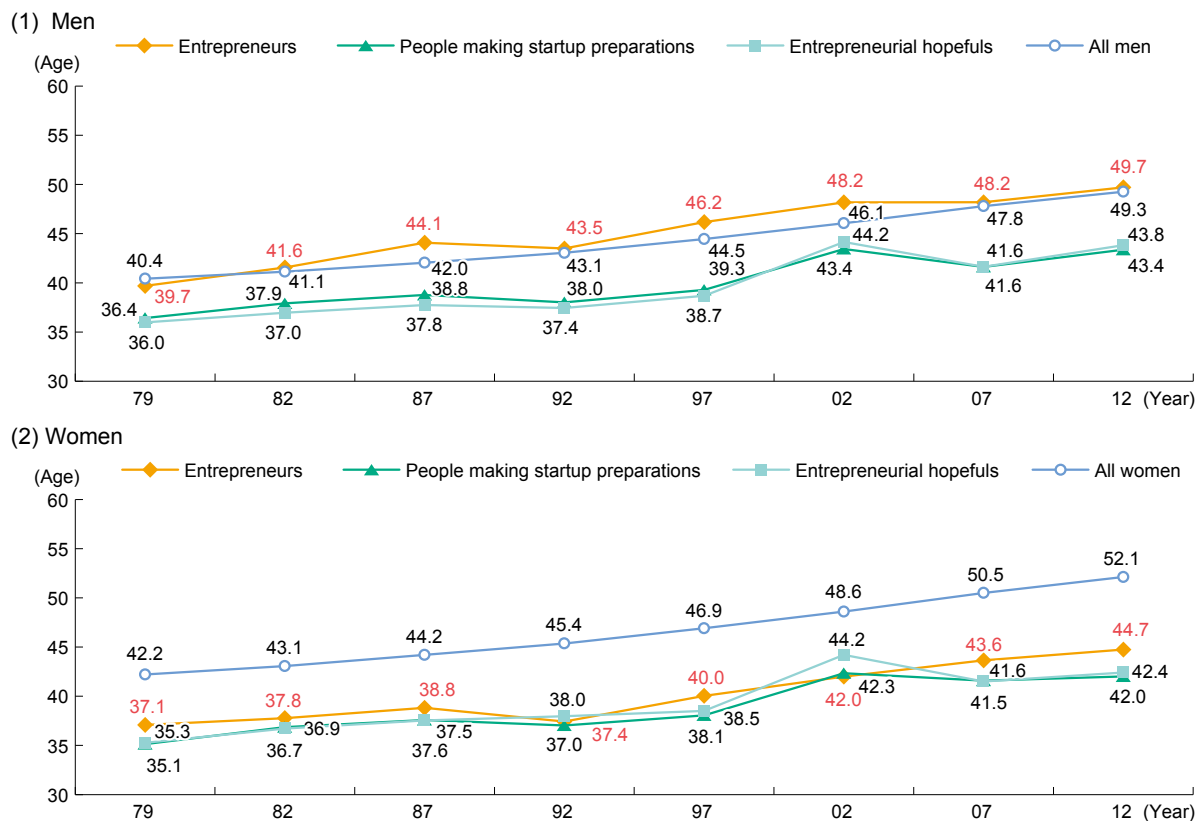 (1) Men
Entrepreneurs People making startup preparations Entrepreneurial hopefuls All men
(Age)
60
55
50
45
40
35
30
40.4 41.6 44.1 43.5 46.2 48.2 48.2 49.7
39.7 41.1 42.0 43.1 44.5 46.1 47.8 49.3
36.4 37.9 38.8 38.0 39.3 44.2 41.6 43.8
36.0 37.0 37.8 37.4 38.7 43.4 41.6 43.4
79 82 87 92 97 02 07 12 (Year)
(2) Women
Entrepreneurs People making startup preparations Entrepreneurial hopefuls All women
(Age)
60
55
50
45
40
35
30
42.2 43.1 44.2 45.4 46.9 48.6 50.5 52.1
37.1 37.8 38.8 38.0 40.0 44.2 43.6 44.7
35.3 36.9 37.5 37.4 38.5 42.3 41.6 42.4
35.1 36.7 37.6 37.0 38.1 42.0 41.5 42.0
79 82 87 92 97 02 07 12 (Year)